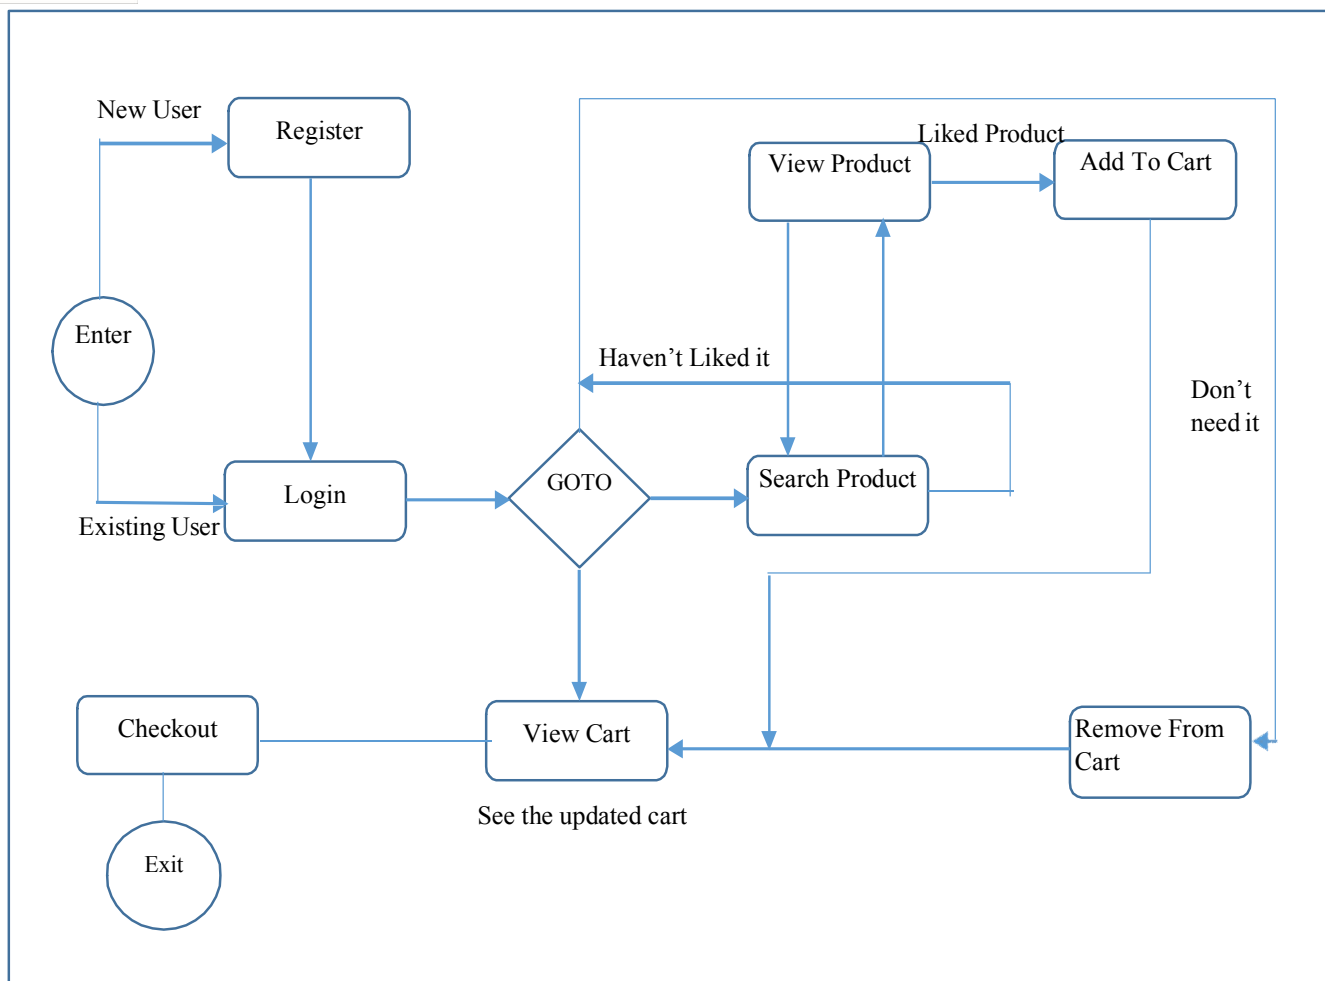 New User
Register
Liked Product
View Product
Add To Cart
Enter
Haven’t Liked it
Don’t
need it
GOTO
Search Product
Login
Existing User
Checkout
View Cart
Remove From
Cart
See the updated cart
Exit